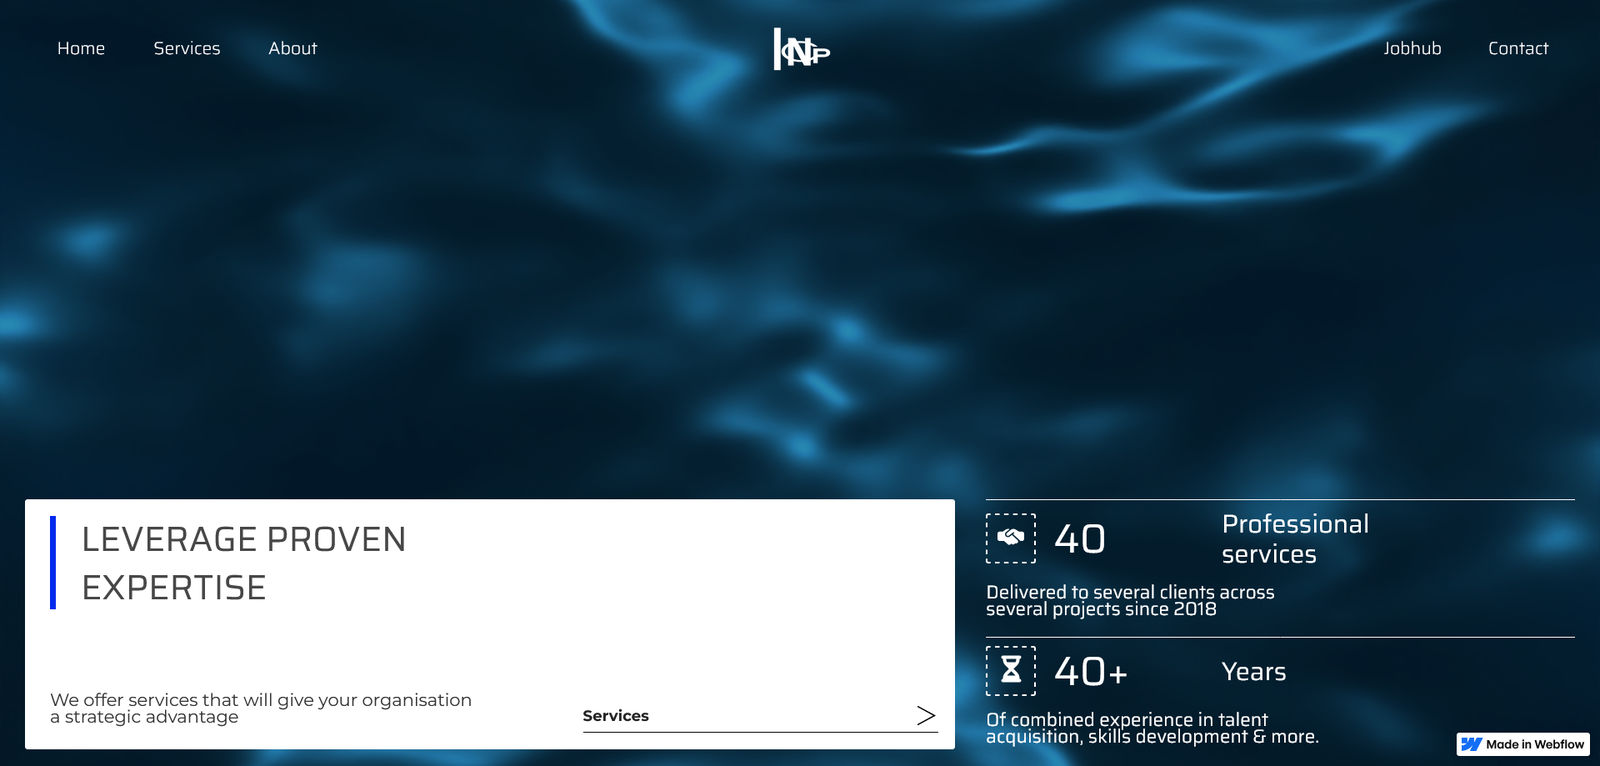 Home
Services
About
Jobhub
Contact
LEVERAGE PROVEN
EXPERTISE
We offer services that will give your organisation
a strategic advantage
Services
40
Professional
services
Delivered to several clients across
several projects since 2018
40+
Years
Of combined experience in talent
acquisition, skills development & more.
Made in Webflow